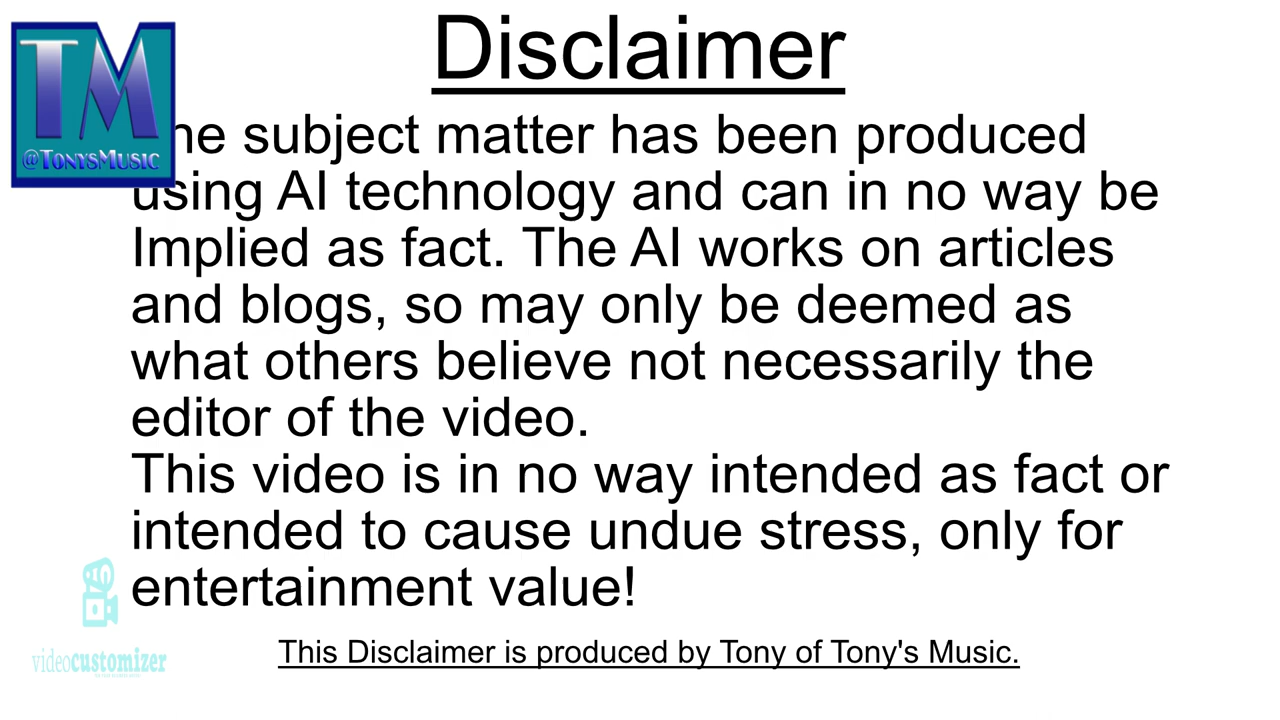 Disclaimer
TM
@TonysMusic
he subject matter has been produced
using AI technology and can in no way be
Implied as fact. The AI works on articles
and blogs, so may only be deemed as
what others believe not necessarily the
editor of the video.
This video is in no way intended as fact or
intended to cause undue stress, only for
entertainment value!
videocustomizer
This Disclaimer is produced by Tony of Tony's Music.